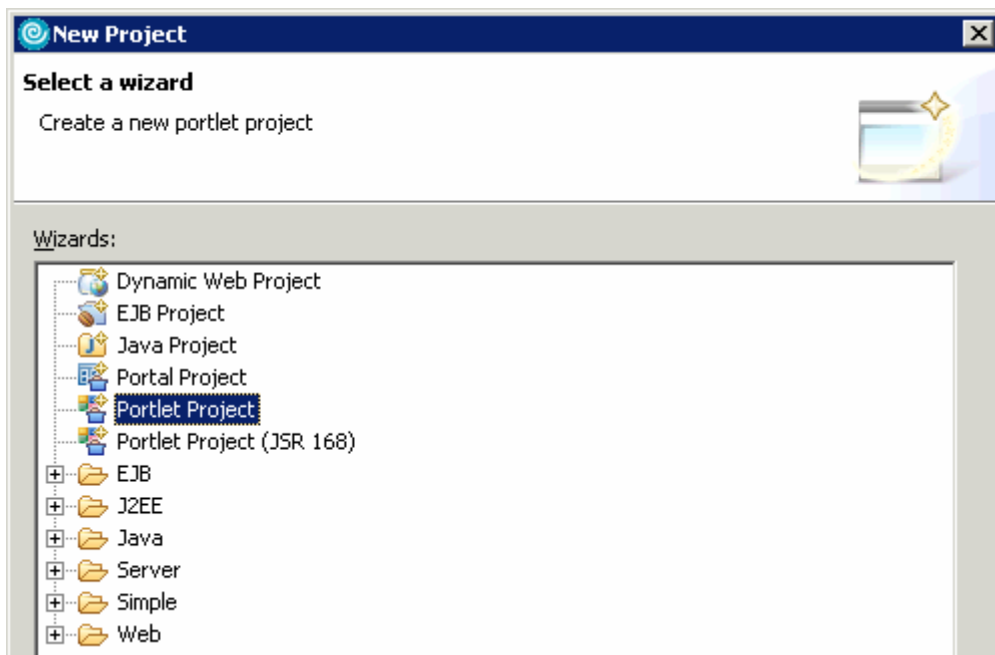 New Project
Select a wizard
Create a new portlet project
Wizards:
Dynamic Web Project
EJB Project
Java Project
Portal Project
Portlet Project
Portlet Project (JSR 168)
EJB
J2EE
Java
Server
Simple
Web